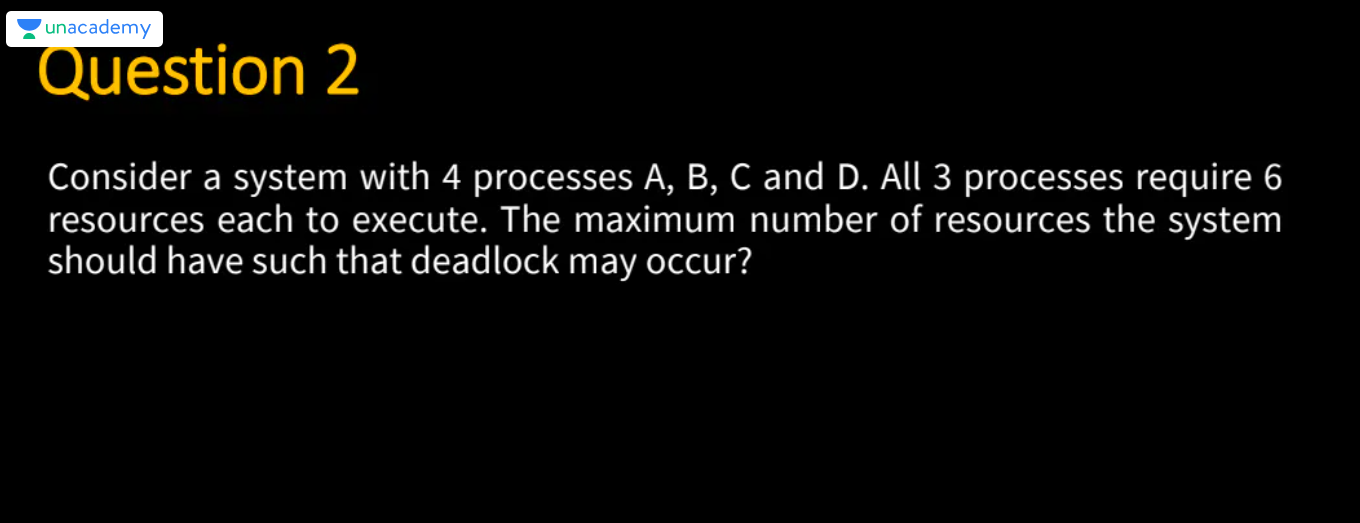 unacademy
Question 2
Consider a system with 4 processes A, B, C and D. All 3 processes require 6
resources each to execute. The maximum number of resources the system
should have such that deadlock may occur?